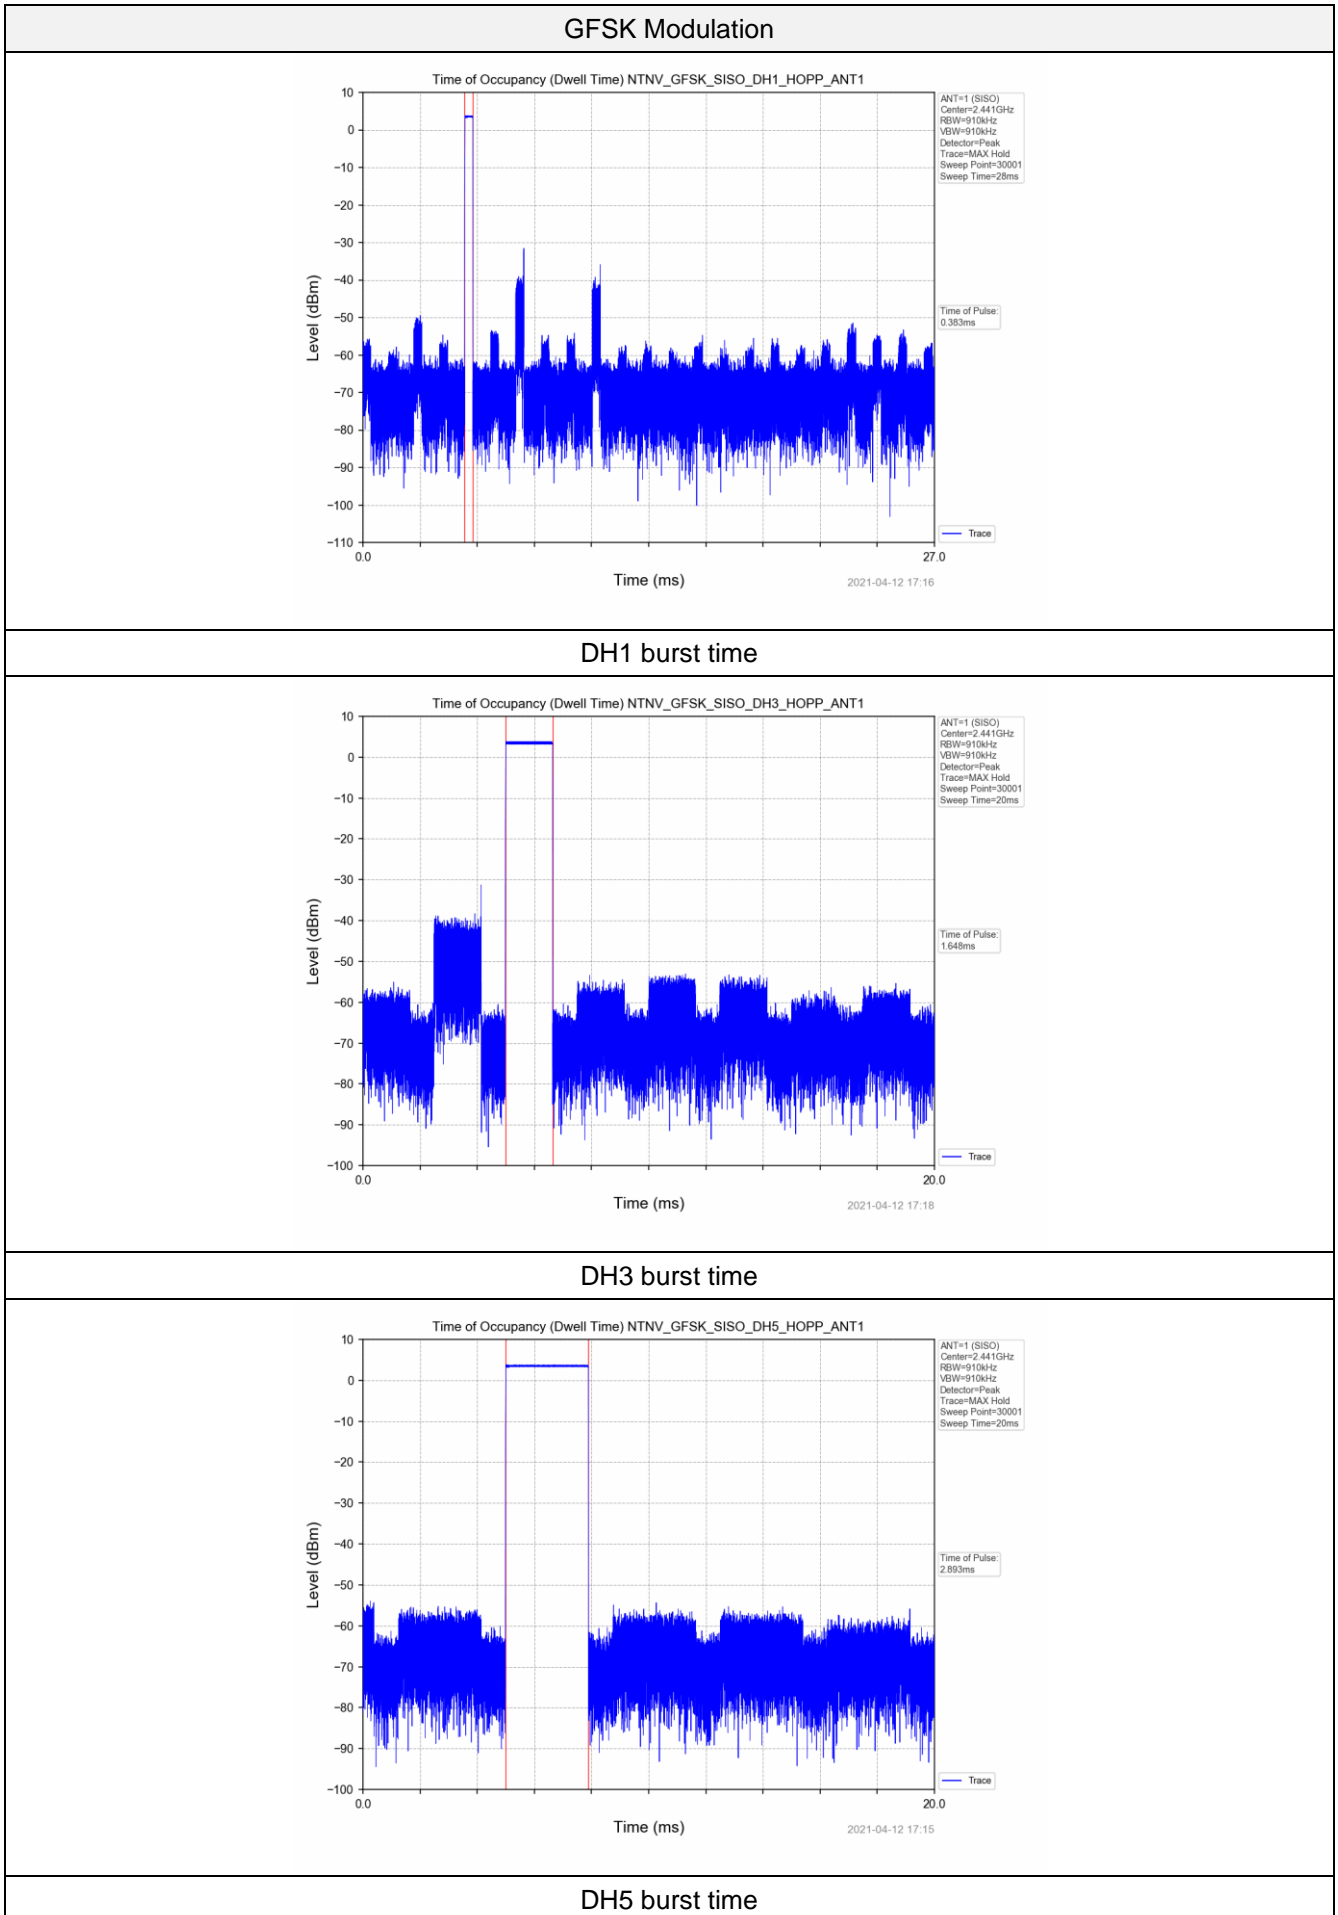 GFSK Modulation
Time of Occupancy (Dwell Time) NTNV_GFSK_SISO_DH1_HOPP_ANT1
10
0
−10
−20
−30
−40
−50
−60
−70
−80
−90
−100
−110
Level (dBm)
0.0
27.0
Time (ms)
ANT=1 (SISO)
Center=2.441GHz
RBW=910kHz
VBW=910kHz
Detector=Peak
Trace=MAX Hold
Sweep Point=30001
Sweep Time=28ms
Time of Pulse:
0.383ms
Trace
2021-04-12 17:16
DH1 burst time
Time of Occupancy (Dwell Time) NTNV_GFSK_SISO_DH3_HOPP_ANT1
10
0
−10
−20
−30
−40
−50
−60
−70
−80
−90
−100
Level (dBm)
0.0
20.0
Time (ms)
ANT=1 (SISO)
Center=2.441GHz
RBW=910kHz
VBW=910kHz
Detector=Peak
Trace=MAX Hold
Sweep Point=30001
Sweep Time=20ms
Time of Pulse:
1.648ms
Trace
2021-04-12 17:18
DH3 burst time
Time of Occupancy (Dwell Time) NTNV_GFSK_SISO_DH5_HOPP_ANT1
10
0
−10
−20
−30
−40
−50
−60
−70
−80
−90
−100
Level (dBm)
0.0
20.0
Time (ms)
ANT=1 (SISO)
Center=2.441GHz
RBW=910kHz
VBW=910kHz
Detector=Peak
Trace=MAX Hold
Sweep Point=30001
Sweep Time=20ms
Time of Pulse:
2.893ms
Trace
2021-04-12 17:15
DH5 burst time